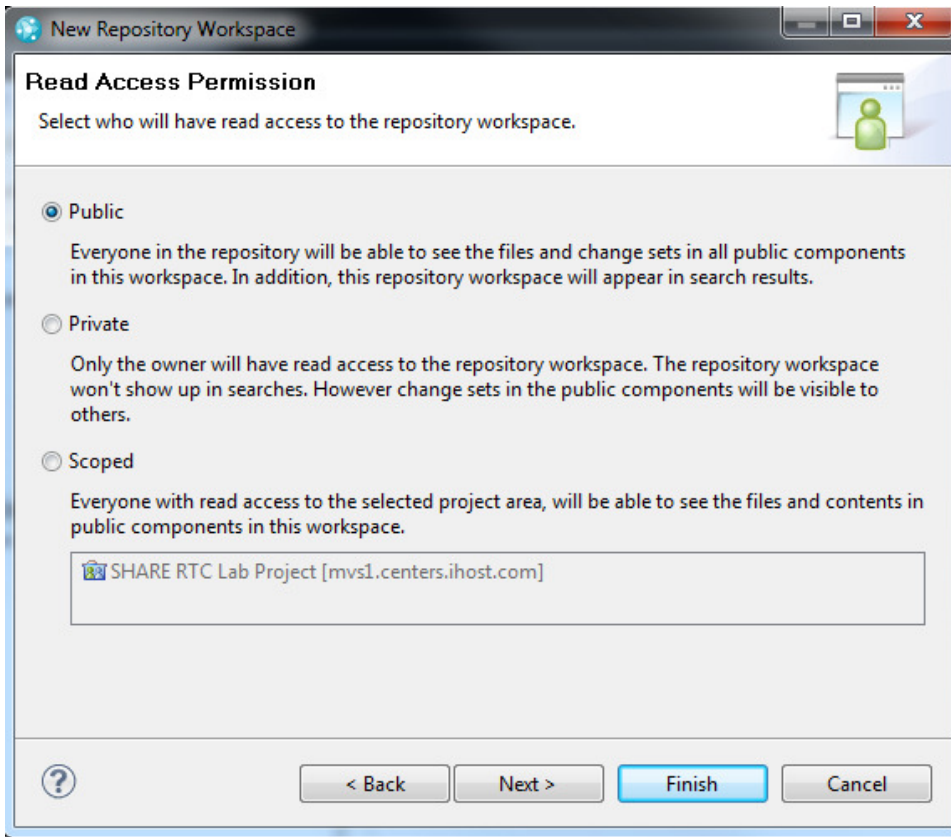 New Repository Workspace
Read Access Permission
Select who will have read access to the repository workspace.
Public
Everyone in the repository will be able to see the files and change sets in all public components
in this workspace. In addition, this repository workspace will appear in search results.
Private
Only the owner will have read access to the repository workspace. The repository workspace
won't show up in searches. However change sets in the public components will be visible to
others.
Scoped
Everyone with read access to the selected project area, will be able to see the files and contents in
public components in this workspace.
SHARE RTC Lab Project [mvs1.centers.ihost.com]
? < Back Next > Finish Cancel